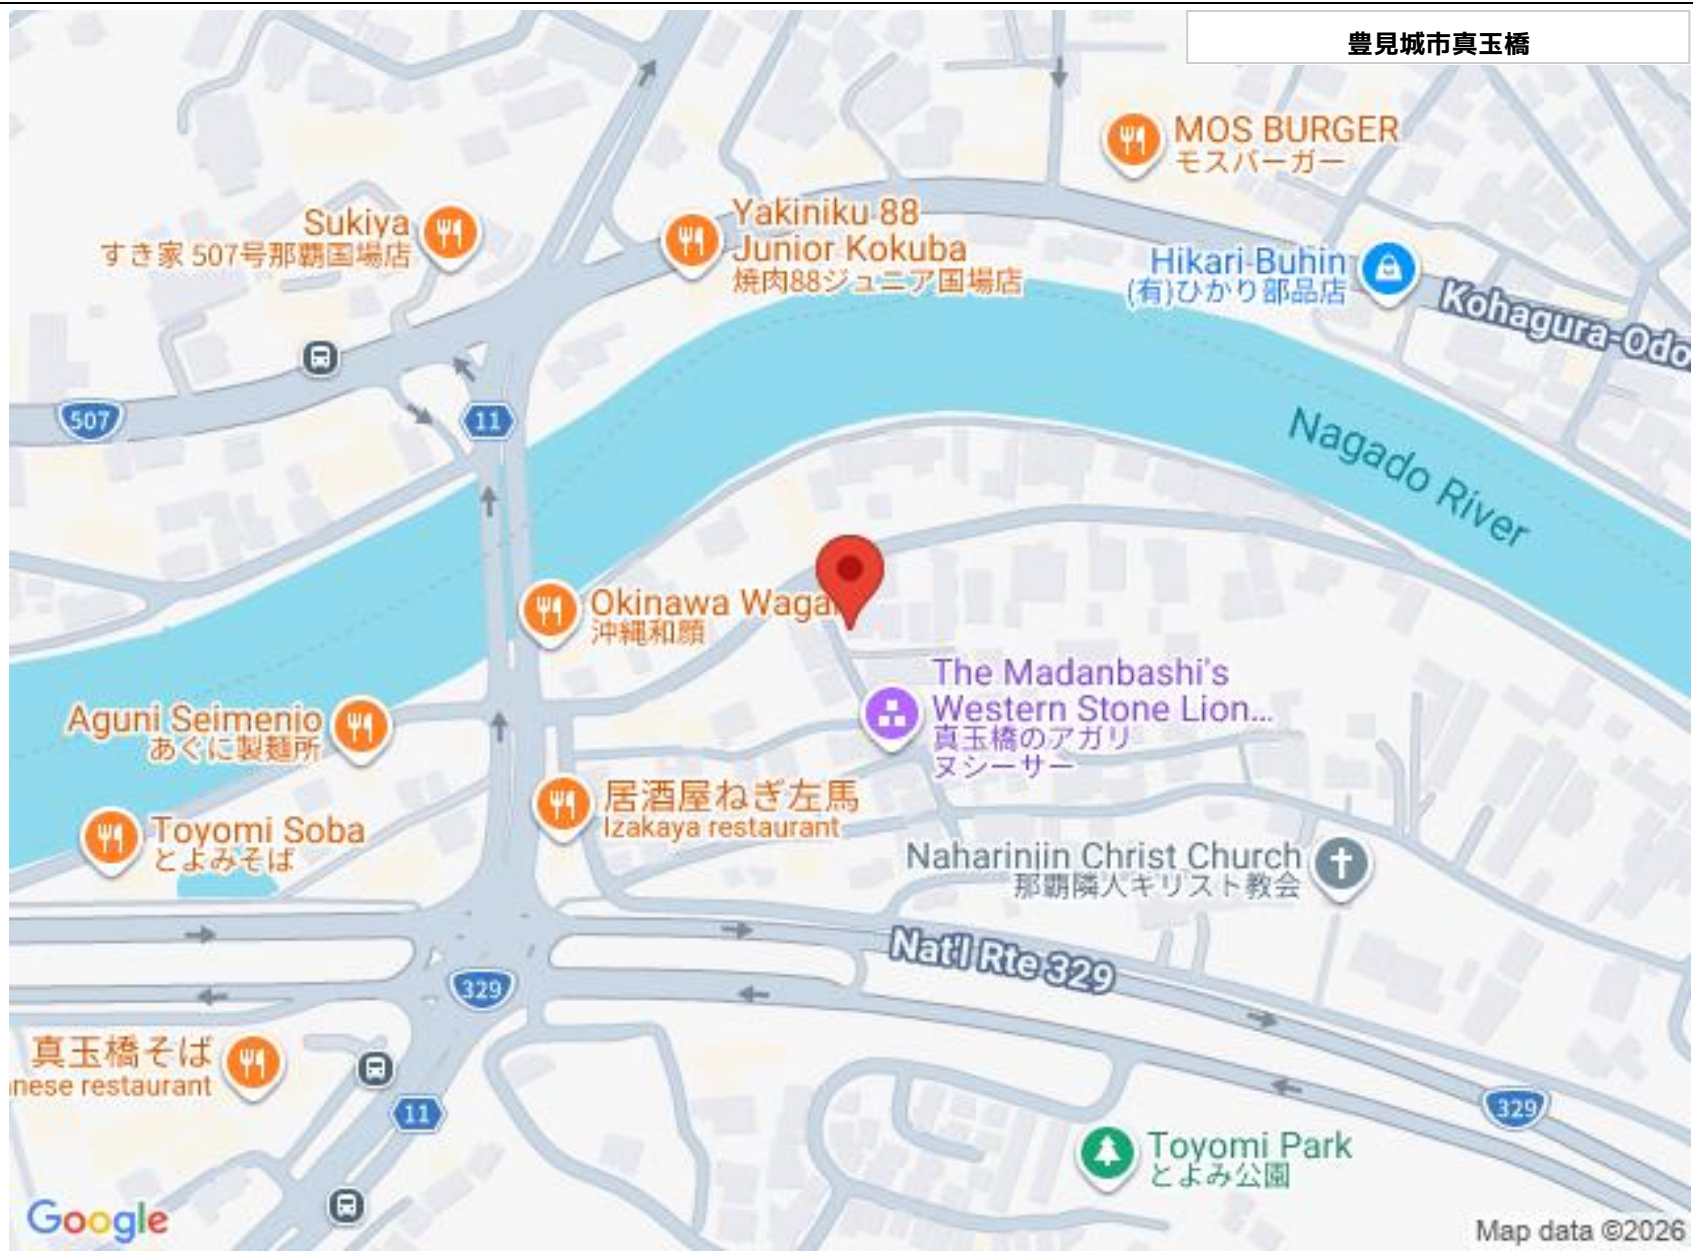 豊見城市真玉橋
MOS BURGER
モスバーガー
Sukiya
すき家 507号那覇国場店
Yakiniku 88
Junior Kokuba
焼肉88ジュニア国場店
Hikari Buhin
(有)ひかり部品店
Kohagura-Odo
507
11
Nagado River
Okinawa Waga
沖縄和顔
The Madanbashi's
Western Stone Lion...
真玉橋のアガリ
ヌシーサー
Aguni Seimenjo
あぐに製麺所
居酒屋ねぎ左馬
Izakaya restaurant
Toyomi Soba
とよみそば
Naharinjin Christ Church
那覇隣人キリスト教会
Nat'l Rte 329
329
真玉橋そば
nese restaurant
11
329
Toyomi Park
とよみ公園
Google
Map data ©2026